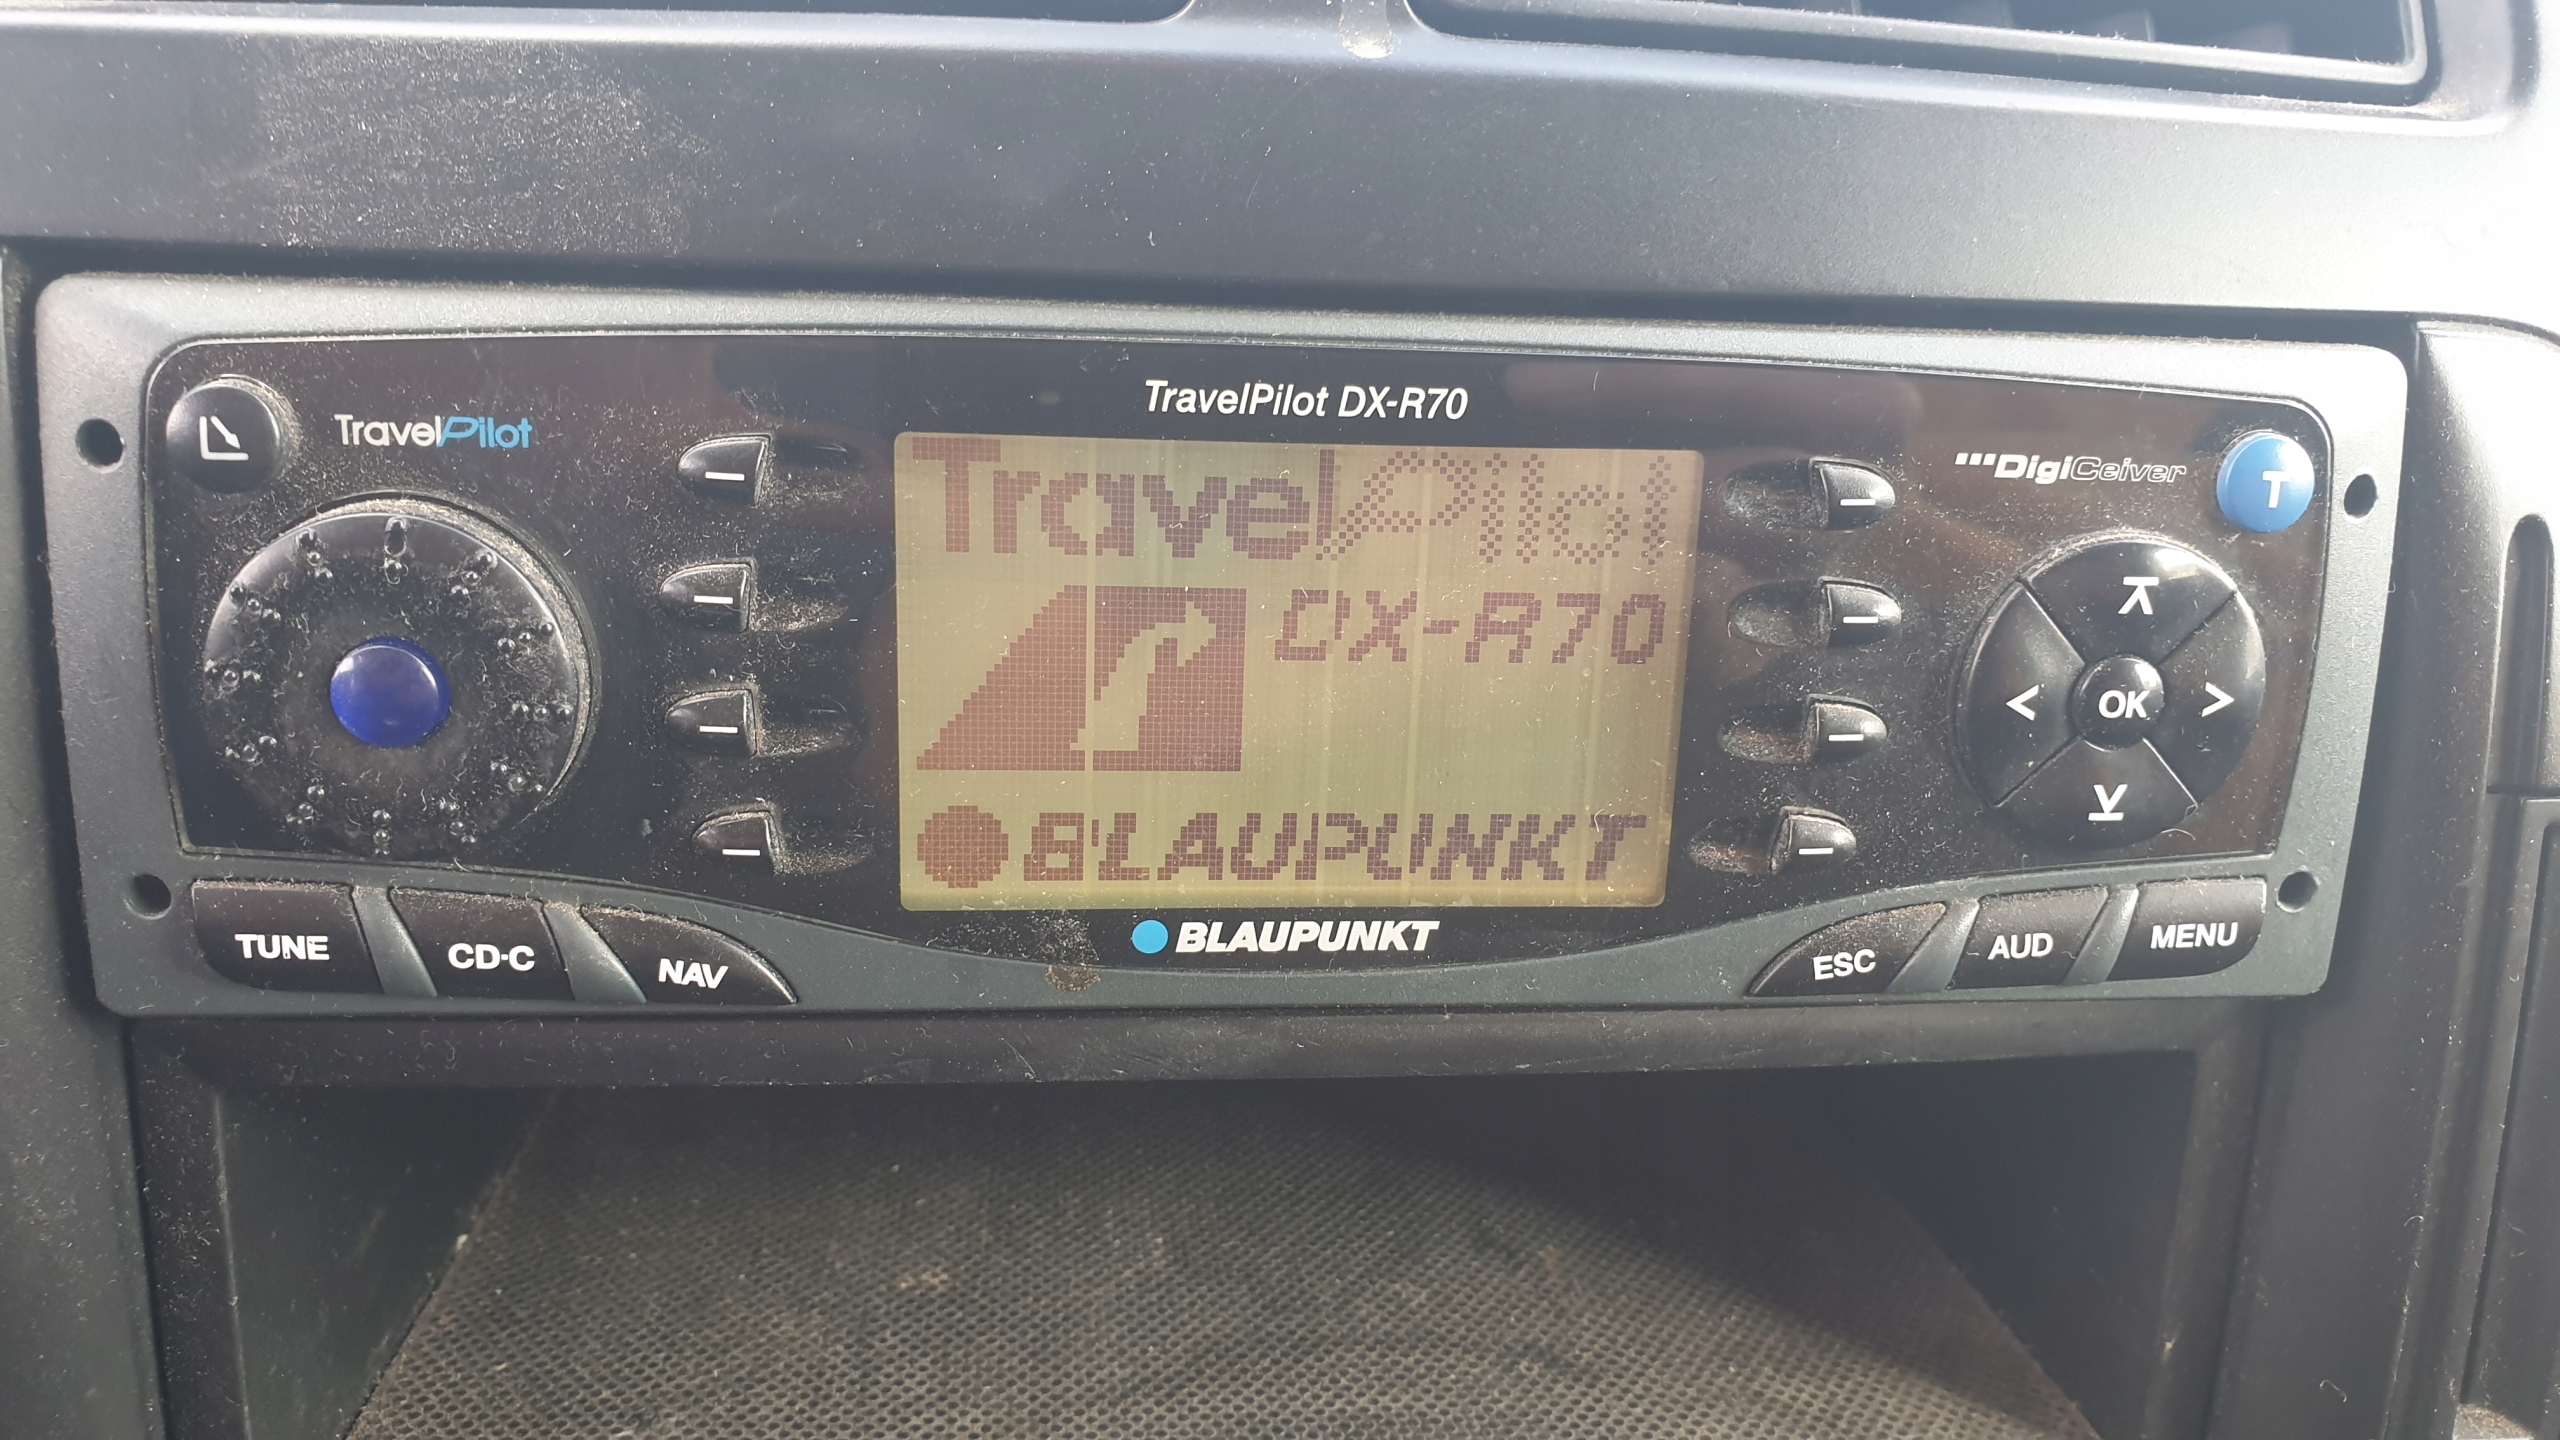 TravelPilot DX-R70
TravelPilot
DigiCeiver
T
TravelPilot
DX-R70
BLAUPUNKT
OK
BLAUPUNKT
TUNE
CD-C
NAV
ESC
AUD
MENU